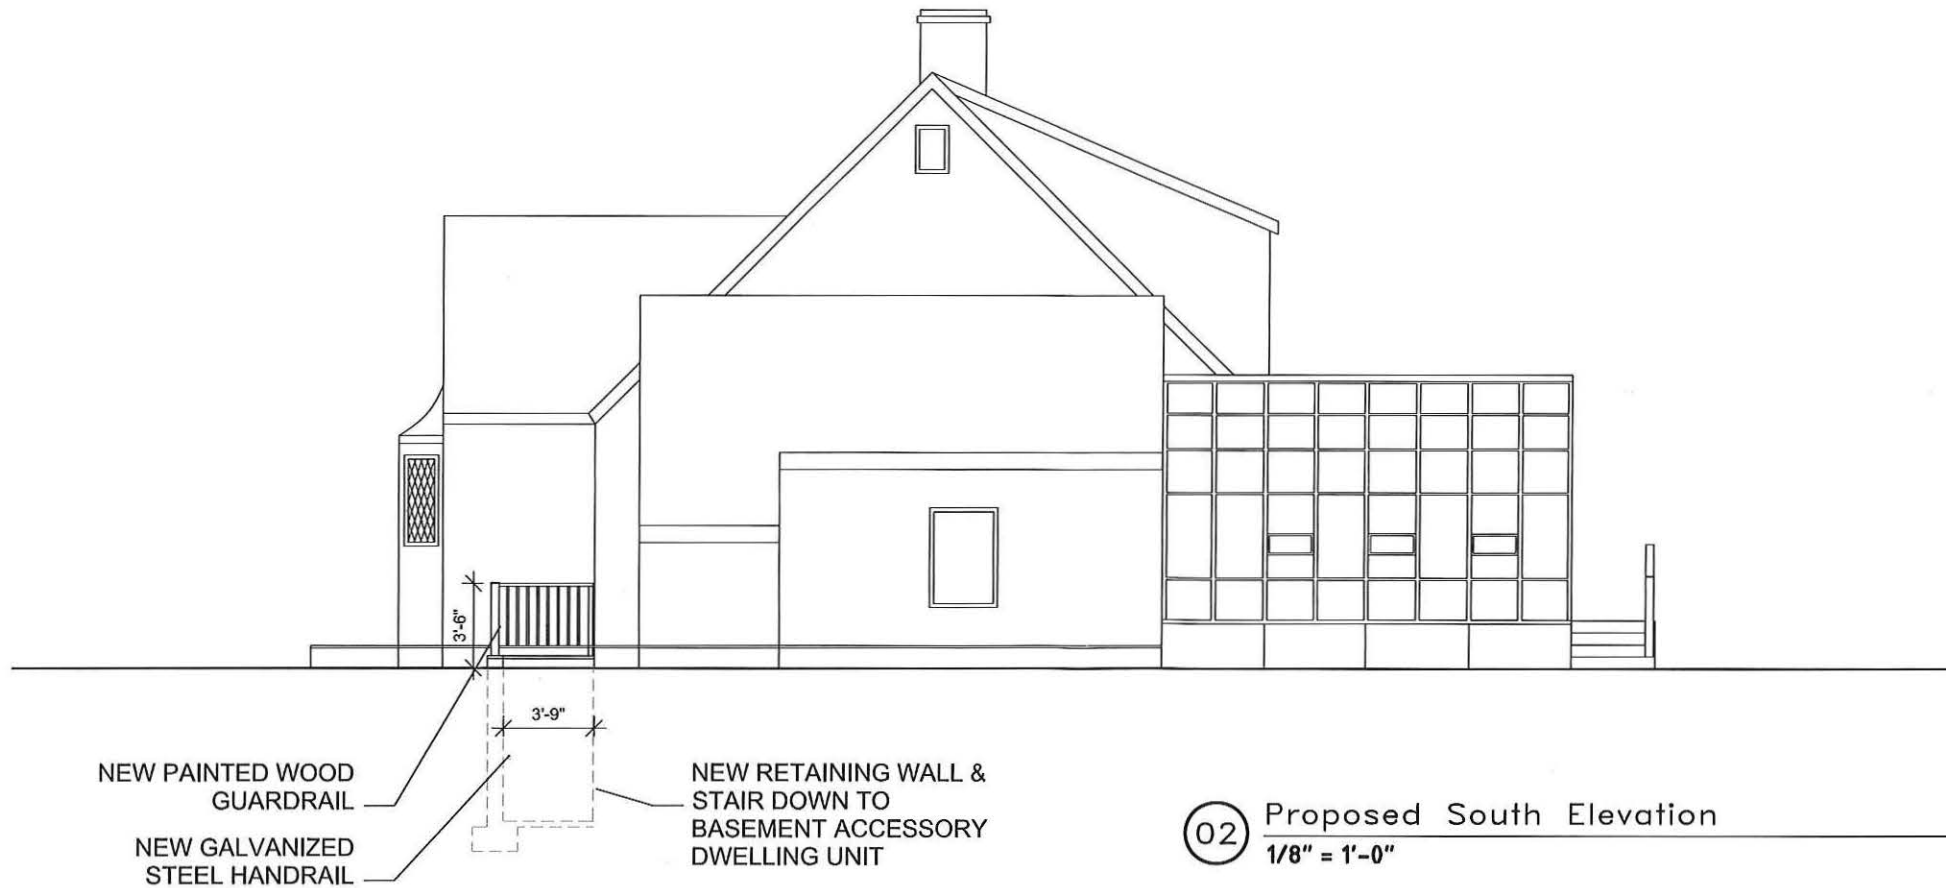 3'-6"
3'-9"
NEW PAINTED WOOD
GUARDRAIL
NEW GALVANIZED
STEEL HANDRAIL
NEW RETAINING WALL &
STAIR DOWN TO
BASEMENT ACCESSORY
DWELLING UNIT
02
Proposed South Elevation
1/8" = 1'-0"